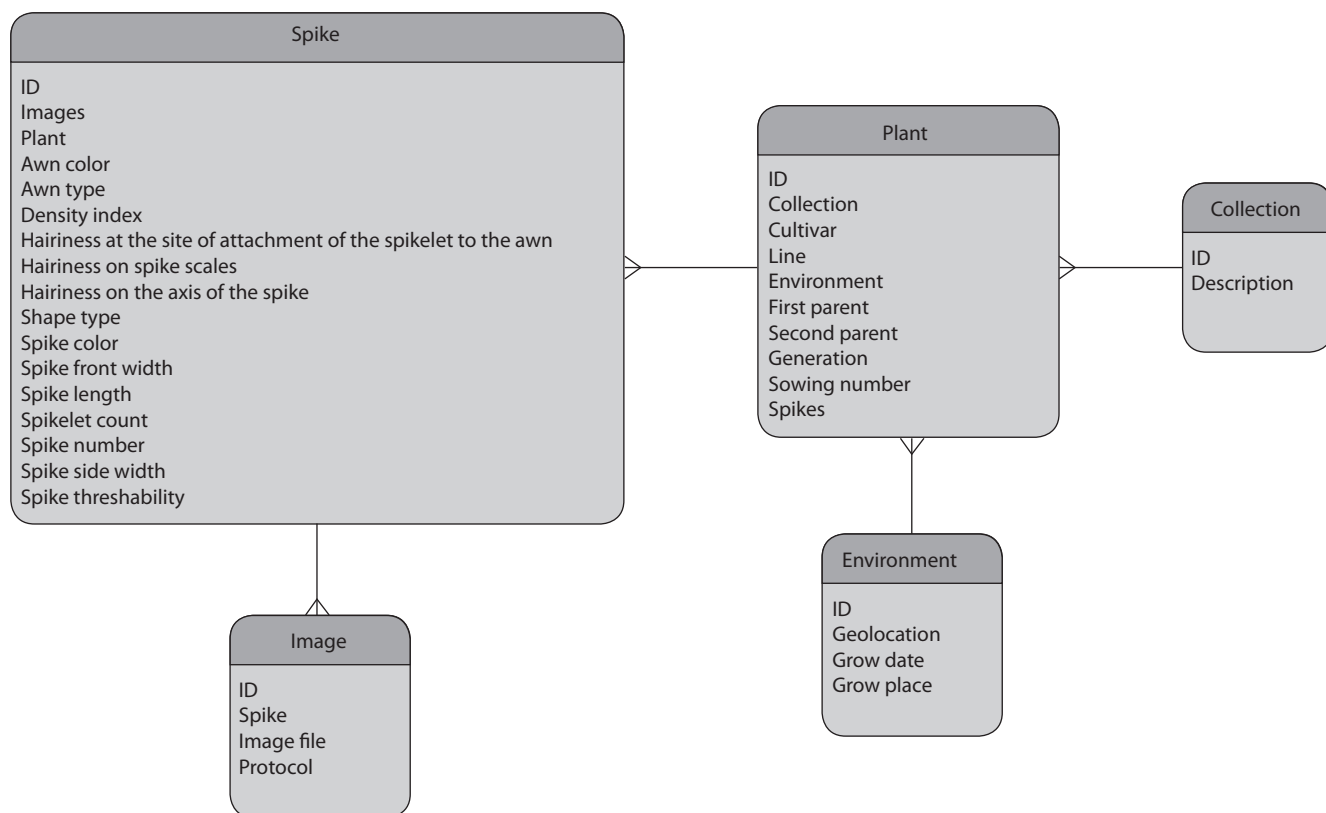 Spike
ID
Images
Plant
Awn color
Awn type
Density index
Hairiness at the site of attachment of the spikelet to the awn
Hairiness on spike scales
Hairiness on the axis of the spike
Shape type
Spike color
Spike front width
Spike length
Spikelet count
Spike number
Spike side width
Spike threshability
Plant
ID
Collection
Cultivar
Line
Environment
First parent
Second parent
Generation
Sowing number
Spikes
Collection
ID
Description
Image
ID
Spike
Image file
Protocol
Environment
ID
Geolocation
Grow date
Grow place